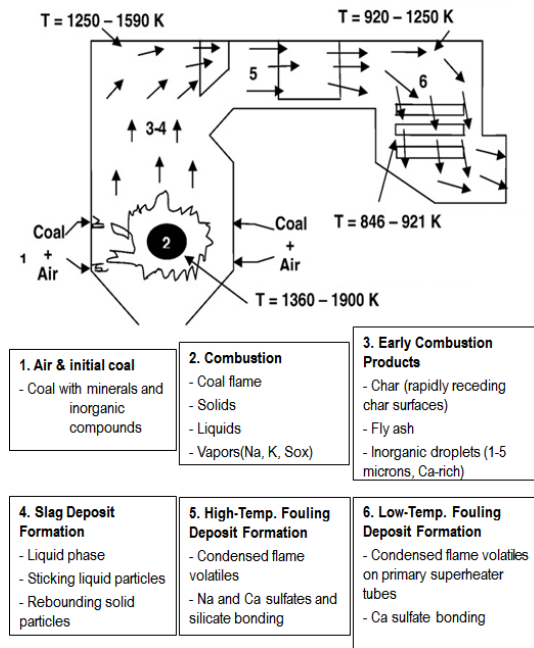 T = 1250 – 1590 K
T = 920 – 1250 K
5
6
3-4
T = 846 – 921 K
Coal
+
Air
1
2
Coal
+
Air
T = 1360 – 1900 K
1. Air & initial coal
- Coal with minerals and
inorganic
compounds
2. Combustion
- Coal flame
- Solids
- Liquids
- Vapors(Na, K, Sox)
3. Early Combustion
Products
- Char (rapidly receding
char surfaces)
- Fly ash
- Inorganic droplets (1-5
microns, Ca-rich)
4. Slag Deposit
Formation
- Liquid phase
- Sticking liquid particles
- Rebounding solid
particles
5. High-Temp. Fouling
Deposit Formation
- Condensed flame
volatiles
- Na and Ca sulfates and
silicate bonding
6. Low-Temp. Fouling
Deposit Formation
- Condensed flame volatiles
on primary superheater
tubes
- Ca sulfate bonding